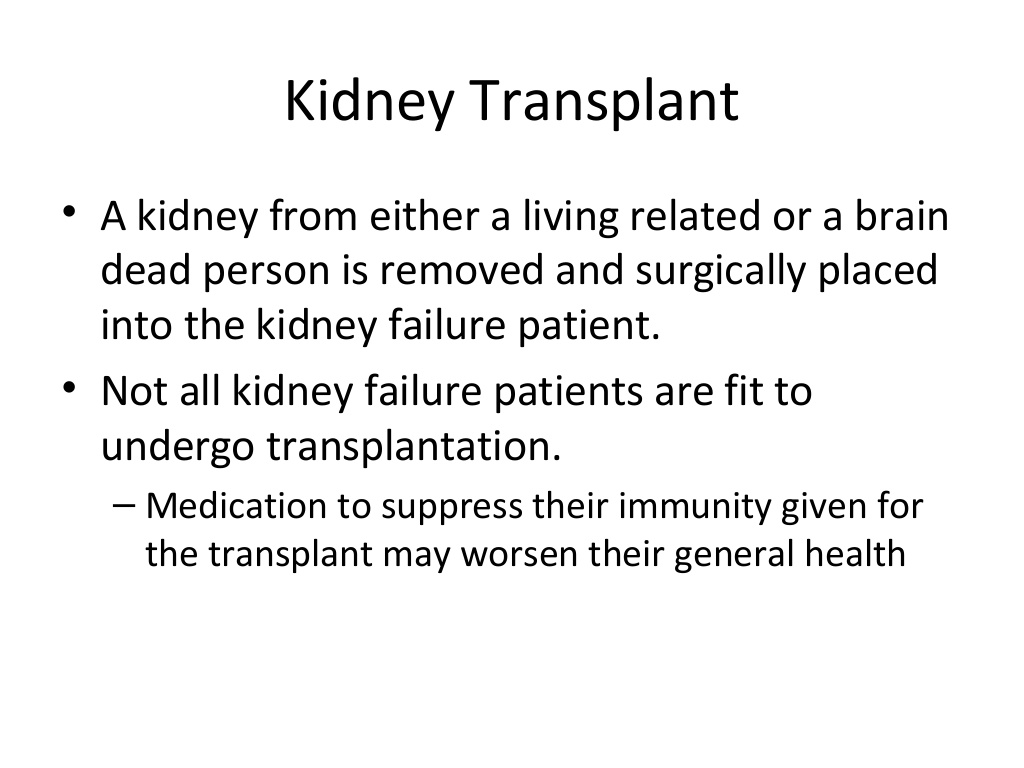 Kidney Transplant
• A kidney from either a living related or a brain
dead person is removed and surgically placed
into the kidney failure patient.
• Not all kidney failure patients are fit to
undergo transplantation.
– Medication to suppress their immunity given for
the transplant may worsen their general health